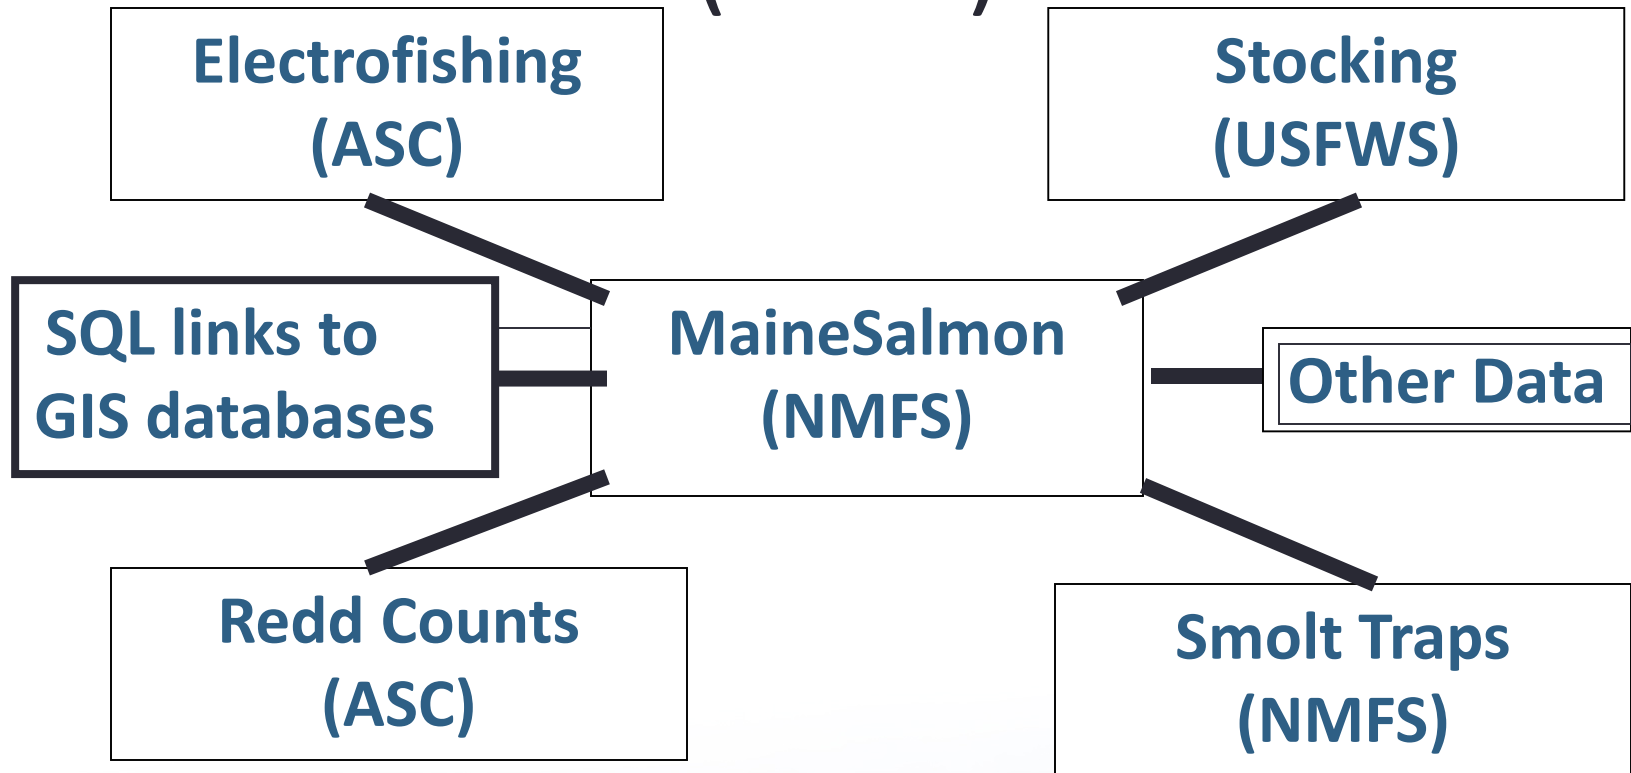 Electrofishing
(ASC)
Stocking
(USFWS)
SQL links to
GIS databases
MaineSalmon
(NMFS)
Other Data
Redd Counts
(ASC)
Smolt Traps
(NMFS)